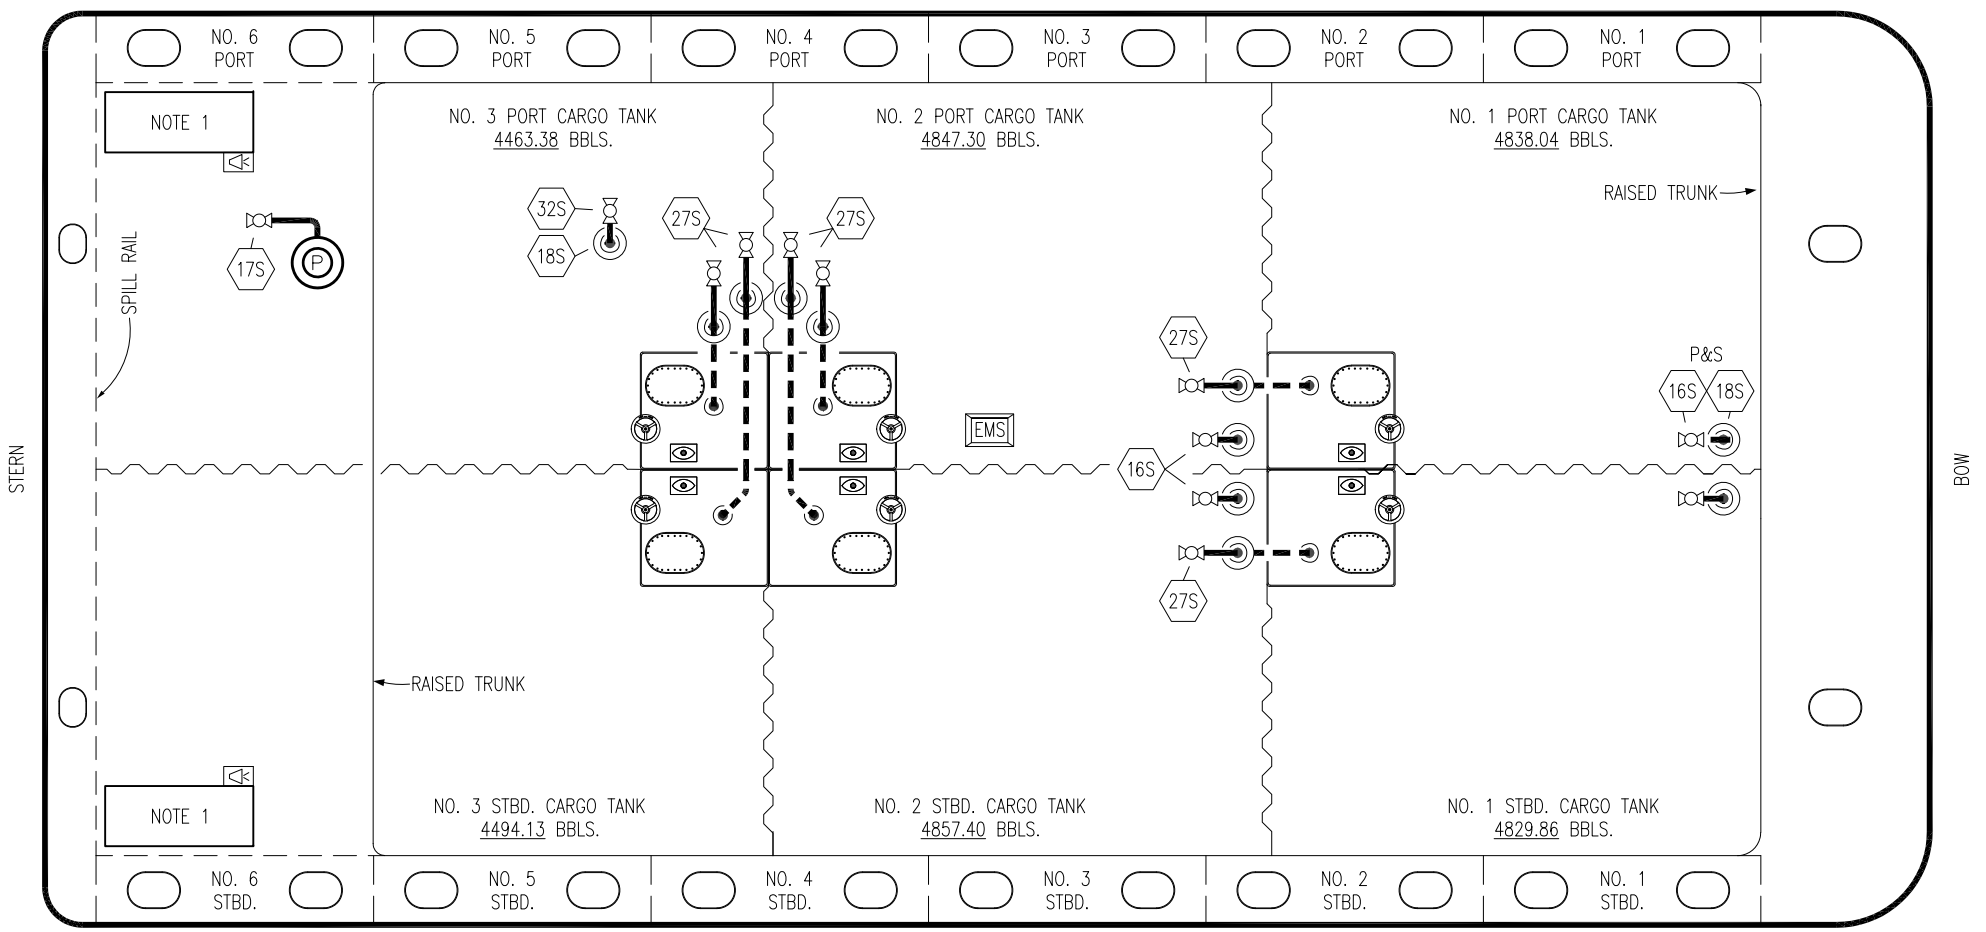 NO. 6
PORT
NO. 5
PORT
NO. 4
PORT
NO. 3
PORT
NO. 2
PORT
NO. 1
PORT
NOTE 1
NO. 3 PORT CARGO TANK
4463.38 BBLS.
NO. 2 PORT CARGO TANK
4847.30 BBLS.
NO. 1 PORT CARGO TANK
4838.04 BBLS.
RAISED TRUNK
32S
18S
27S
27S
17S
P
SPILL RAIL
27S
P&S
16S
18S
EMS
STERN
16S
BOW
27S
RAISED TRUNK
NOTE 1
NO. 3 STBD. CARGO TANK
4494.13 BBLS.
NO. 2 STBD. CARGO TANK
4857.40 BBLS.
NO. 1 STBD. CARGO TANK
4829.86 BBLS.
NO. 6
STBD.
NO. 5
STBD.
NO. 4
STBD.
NO. 3
STBD.
NO. 2
STBD.
NO. 1
STBD.